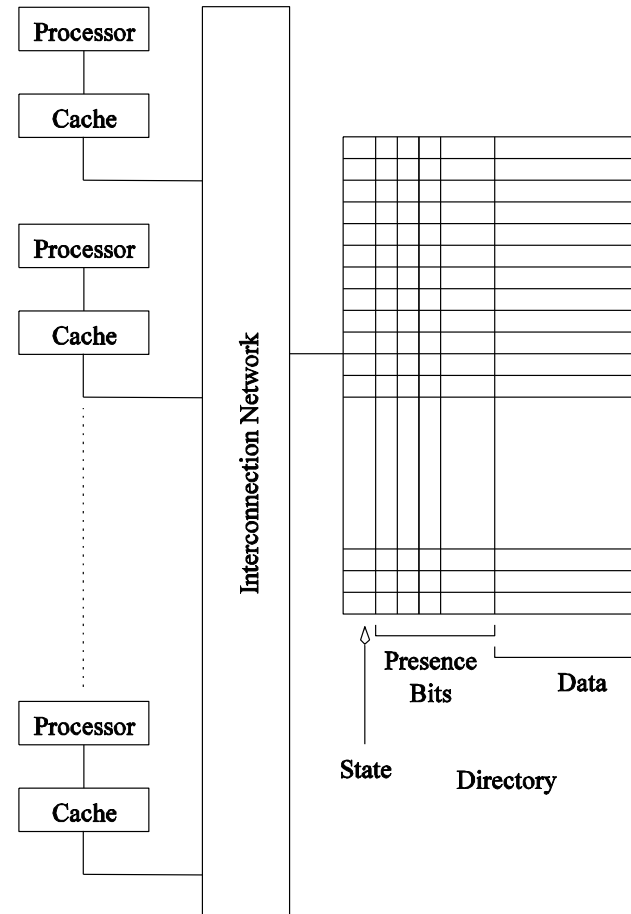 Processor
Cache
Processor
Cache
Interconnection Network
Presence
Bits
Data
Processor
State
Directory
Cache